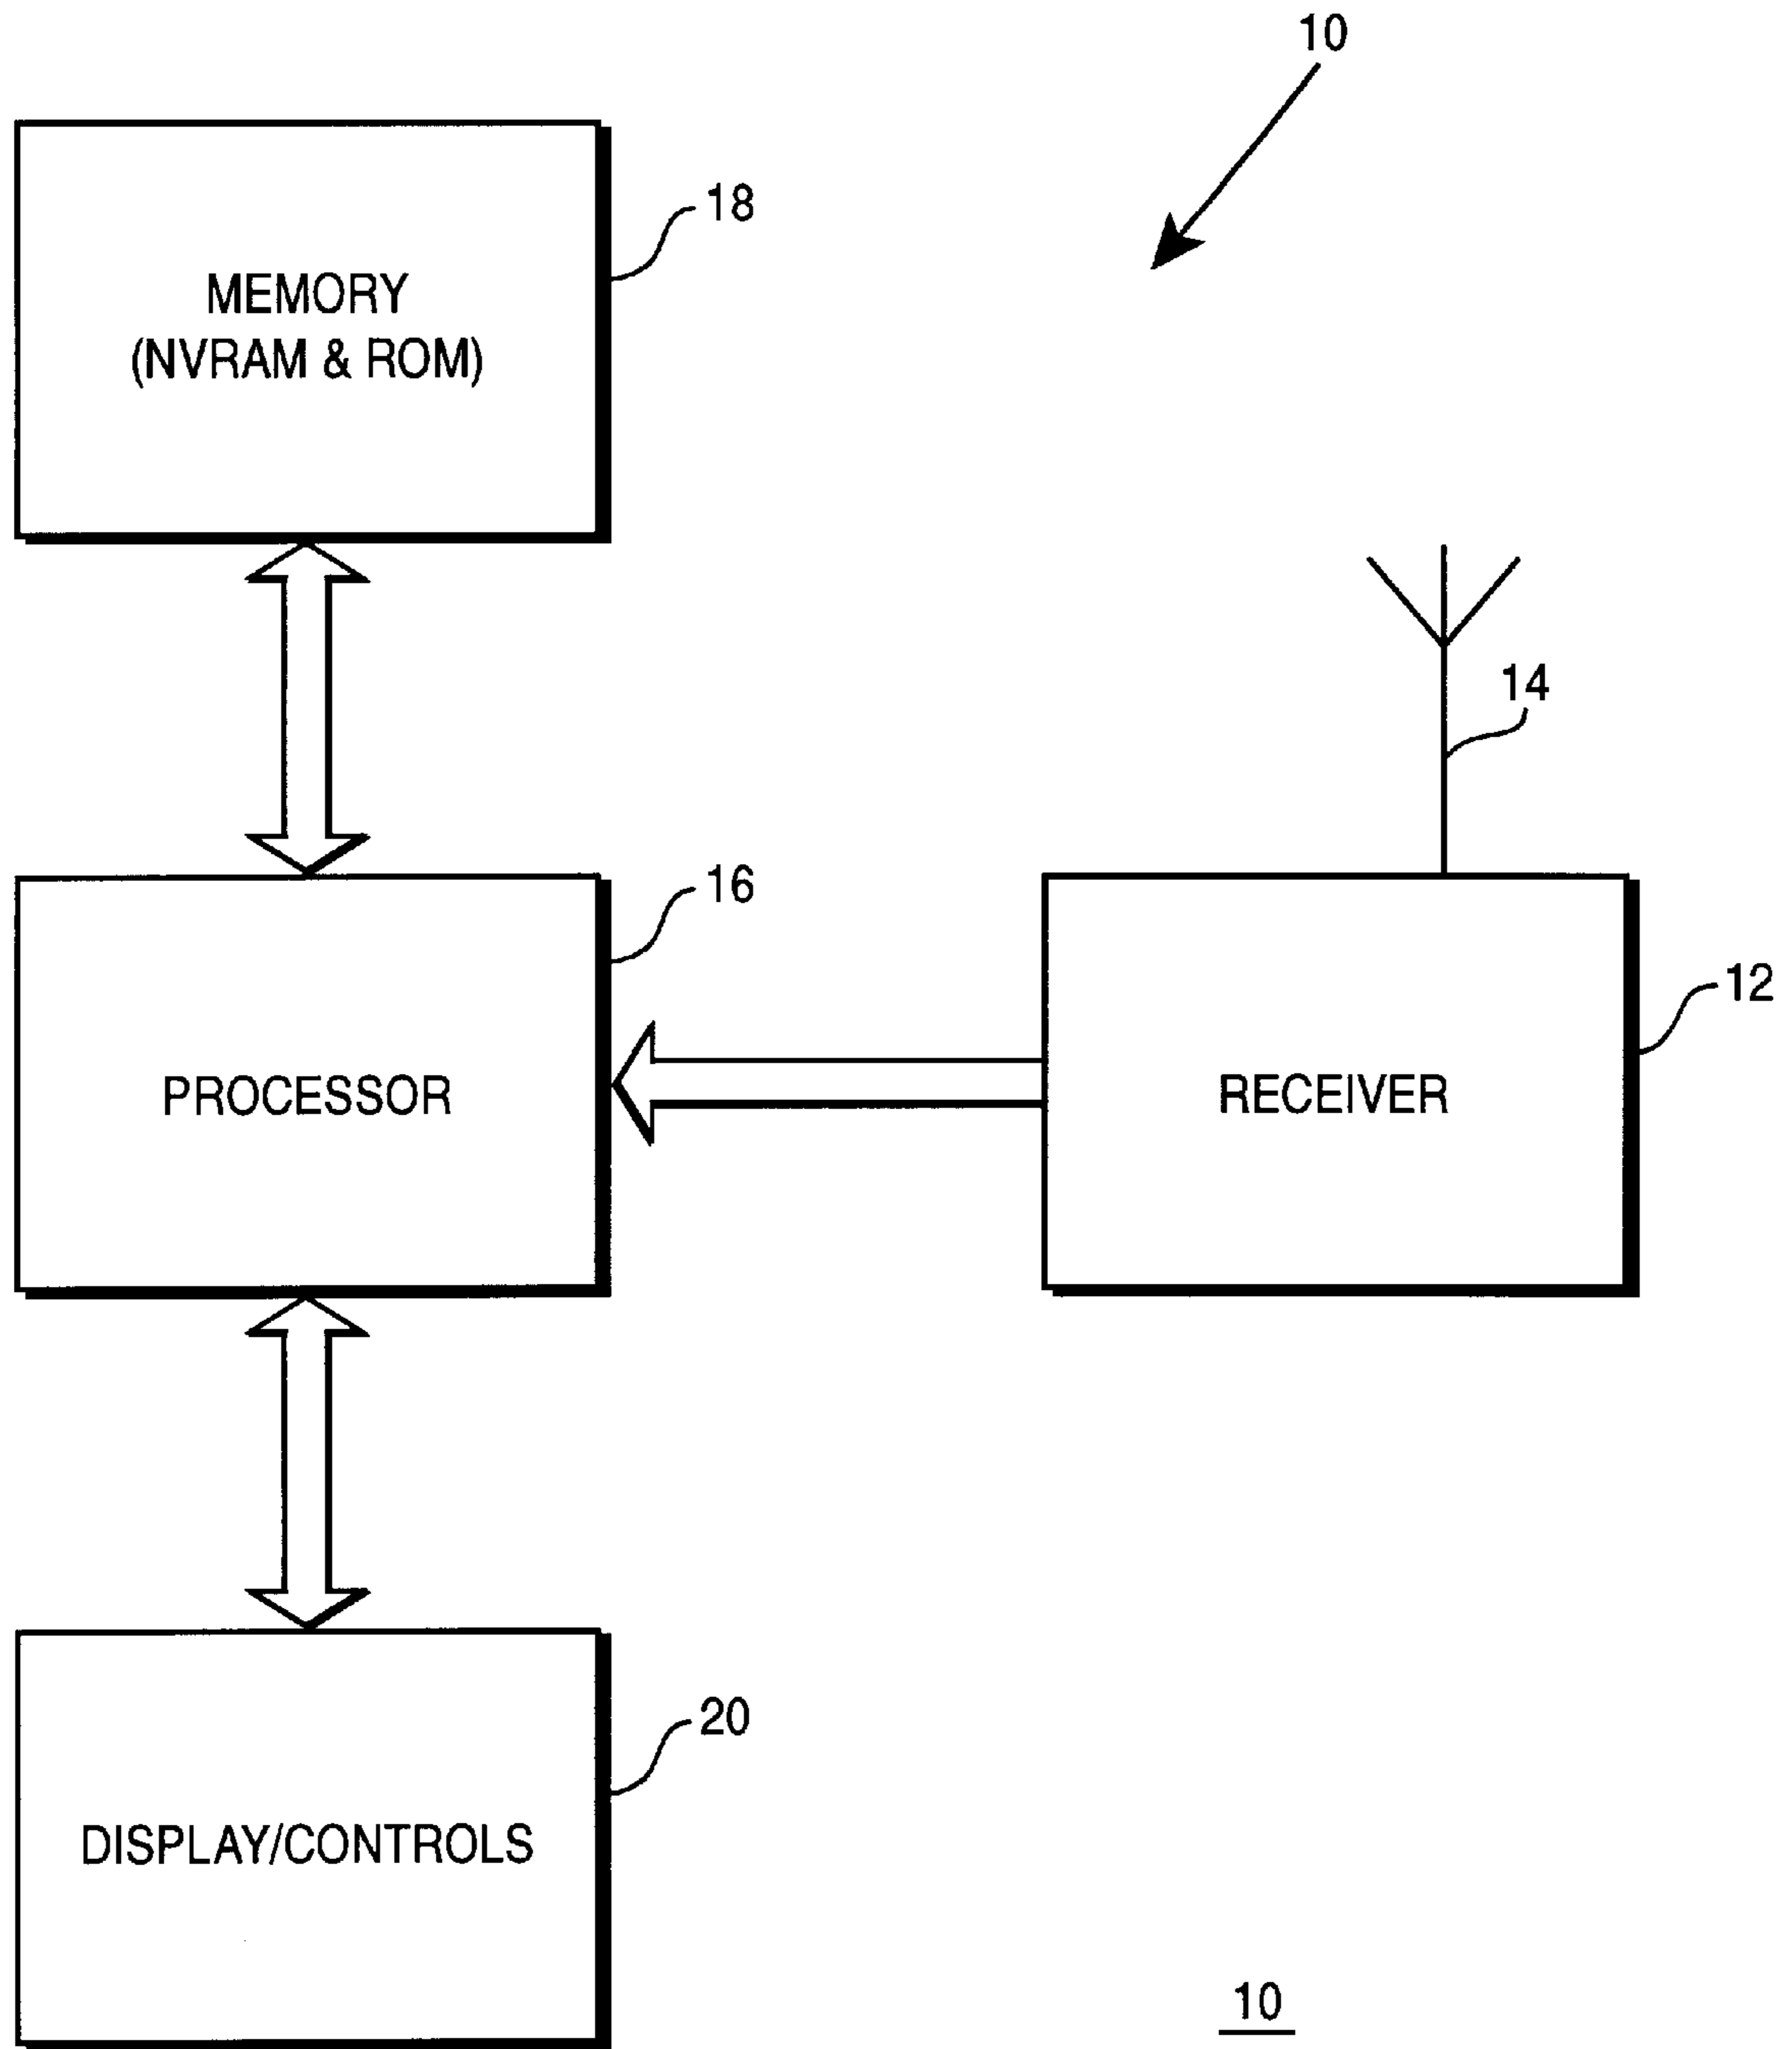 10
18
MEMORY
(NVRAM & ROM)
14
16
12
PROCESSOR
RECEIVER
20
DISPLAY/CONTROLS
10